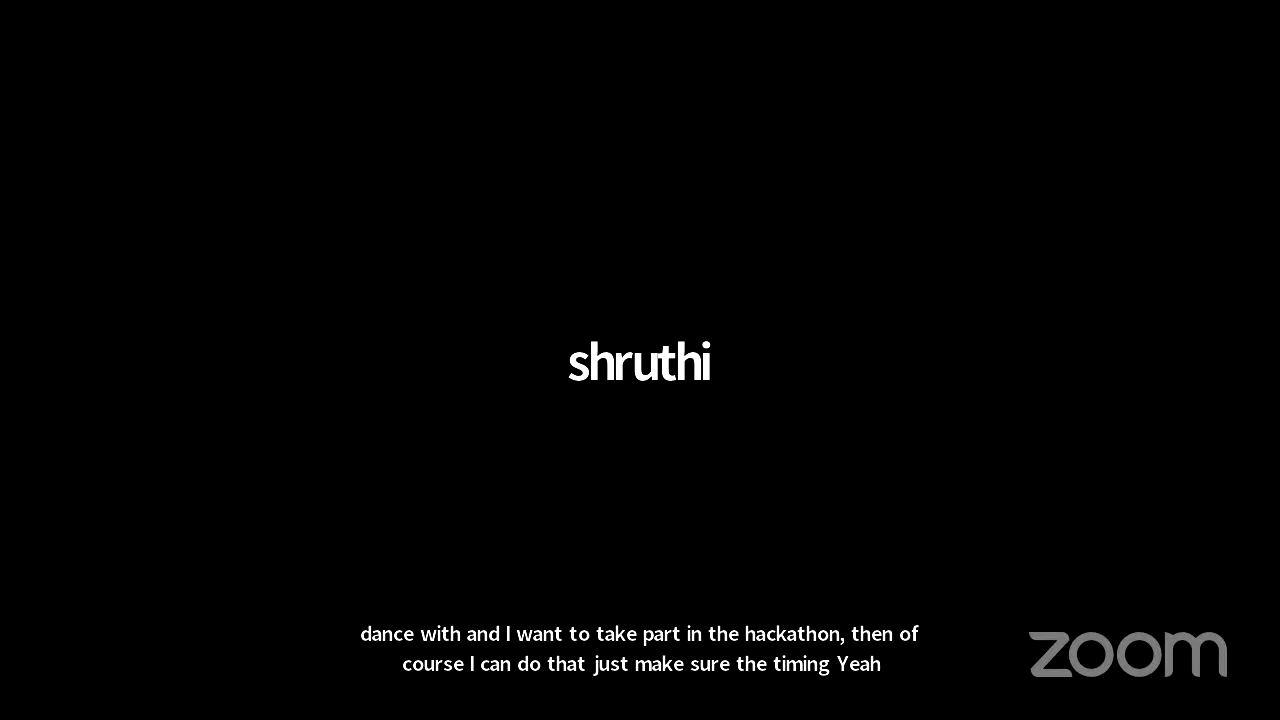 shruthi
dance with and I want to take part in the hackathon, then of
course I can do that just make sure the timing Yeah
zoom